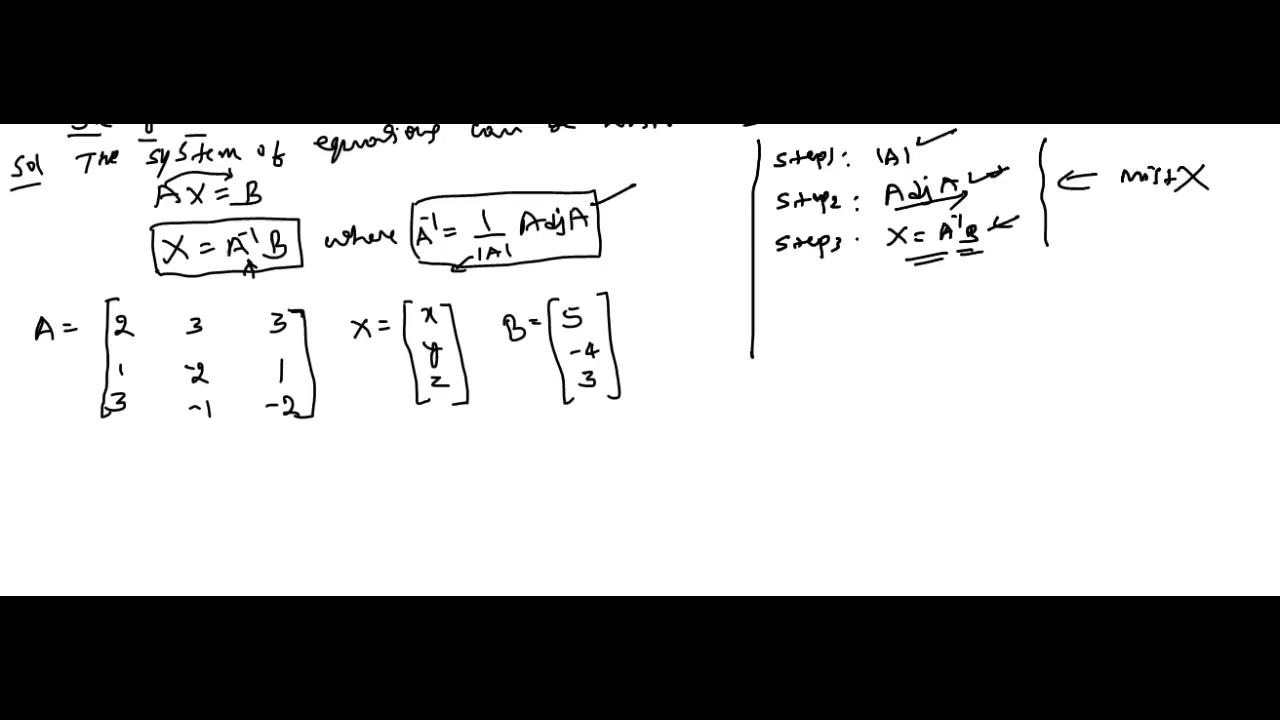 Sol The system of equations can be
AX = B
X = A⁻¹B where A⁻¹ = 1/|A| Adj A
A = [2 3 3; 1 -2 1; 3 -1 -2] X = [x; y; z] B = [5; -4; 3]
Step1: |A|
Step2: Adj A
Step3: X = A⁻¹B